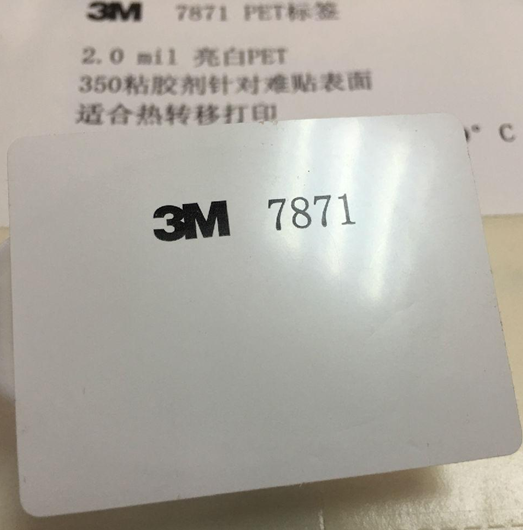 3M 7871 PET标签
2.0 mil 亮白PET
350粘胶剂针对难贴表面
适合热转移打印
° C
3M 7871